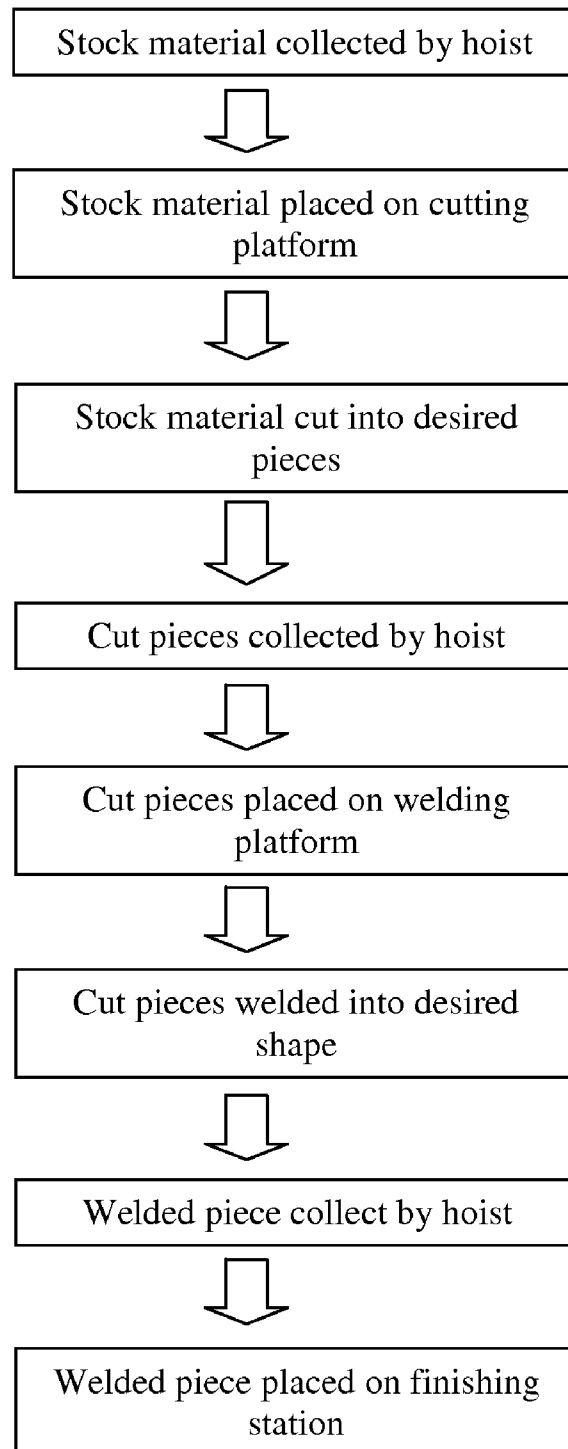 Stock material collected by hoist
Stock material placed on cutting
platform
Stock material cut into desired
pieces
Cut pieces collected by hoist
Cut pieces placed on welding
platform
Cut pieces welded into desired
shape
Welded piece collect by hoist
Welded piece placed on finishing
station